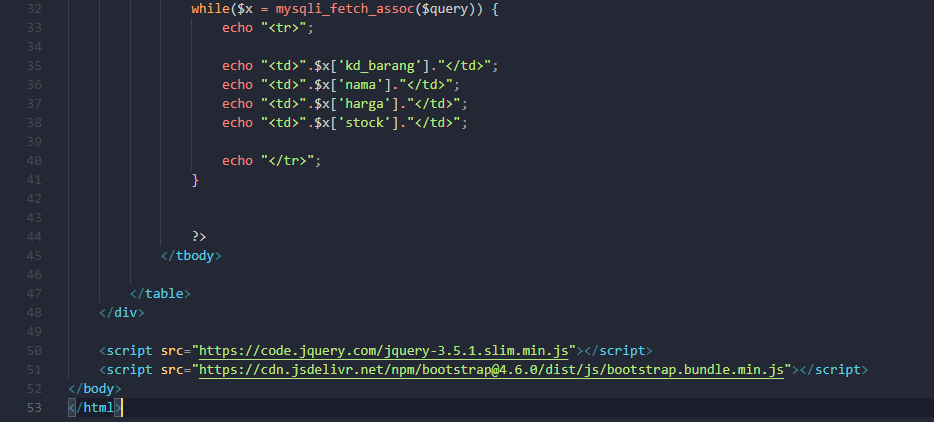 32 while($x = mysqli_fetch_assoc($query)) {
33 echo "<tr>";
34
35 echo "<td>".$x['kd_barang']."</td>";
36 echo "<td>".$x['nama']."</td>";
37 echo "<td>".$x['harga']."</td>";
38 echo "<td>".$x['stock']."</td>";
39
40 echo "</tr>";
41 }
42
43
44 ?>
45 </tbody>
46
47 </table>
48 </div>
49
50 <script src="https://code.jquery.com/jquery-3.5.1.slim.min.js"></script>
51 <script src="https://cdn.jsdelivr.net/npm/bootstrap@4.6.0/dist/js/bootstrap.bundle.min.js"></script>
52 </body>
53 </html>